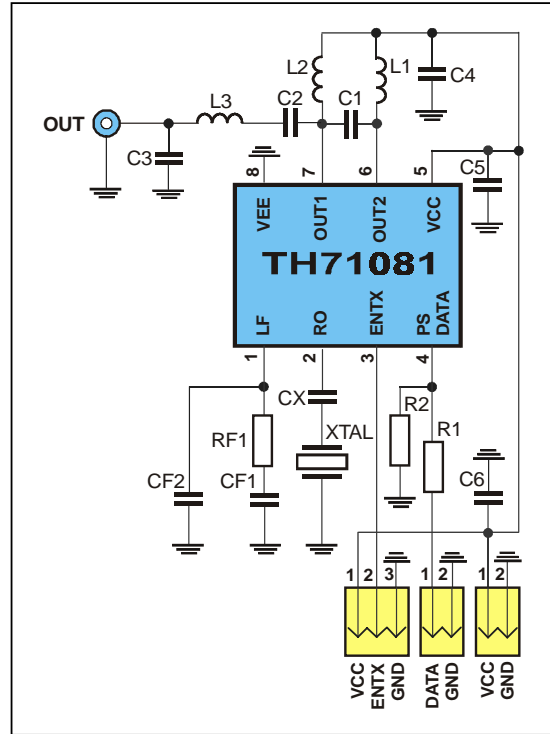 L2
L1
C4
L3
C2
C1
OUT
C3
C5
8
7
6
5
VEE
OUT1
OUT2
VCC
TH71081
LF
RO
ENTX
PS
DATA
1
2
3
4
CX
R2
R1
RF1
XTAL
C6
CF2
CF1
1 2 3
1 2
1 2
VCC
ENTX
GND
DATA
GND
VCC
GND